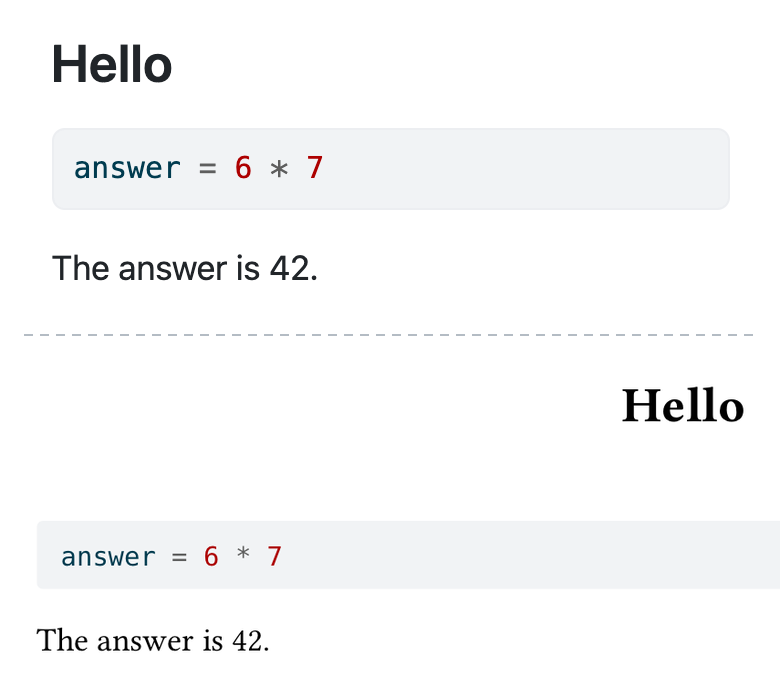 Hello
answer = 6 * 7
The answer is 42.
Hello
answer = 6 * 7
The answer is 42.